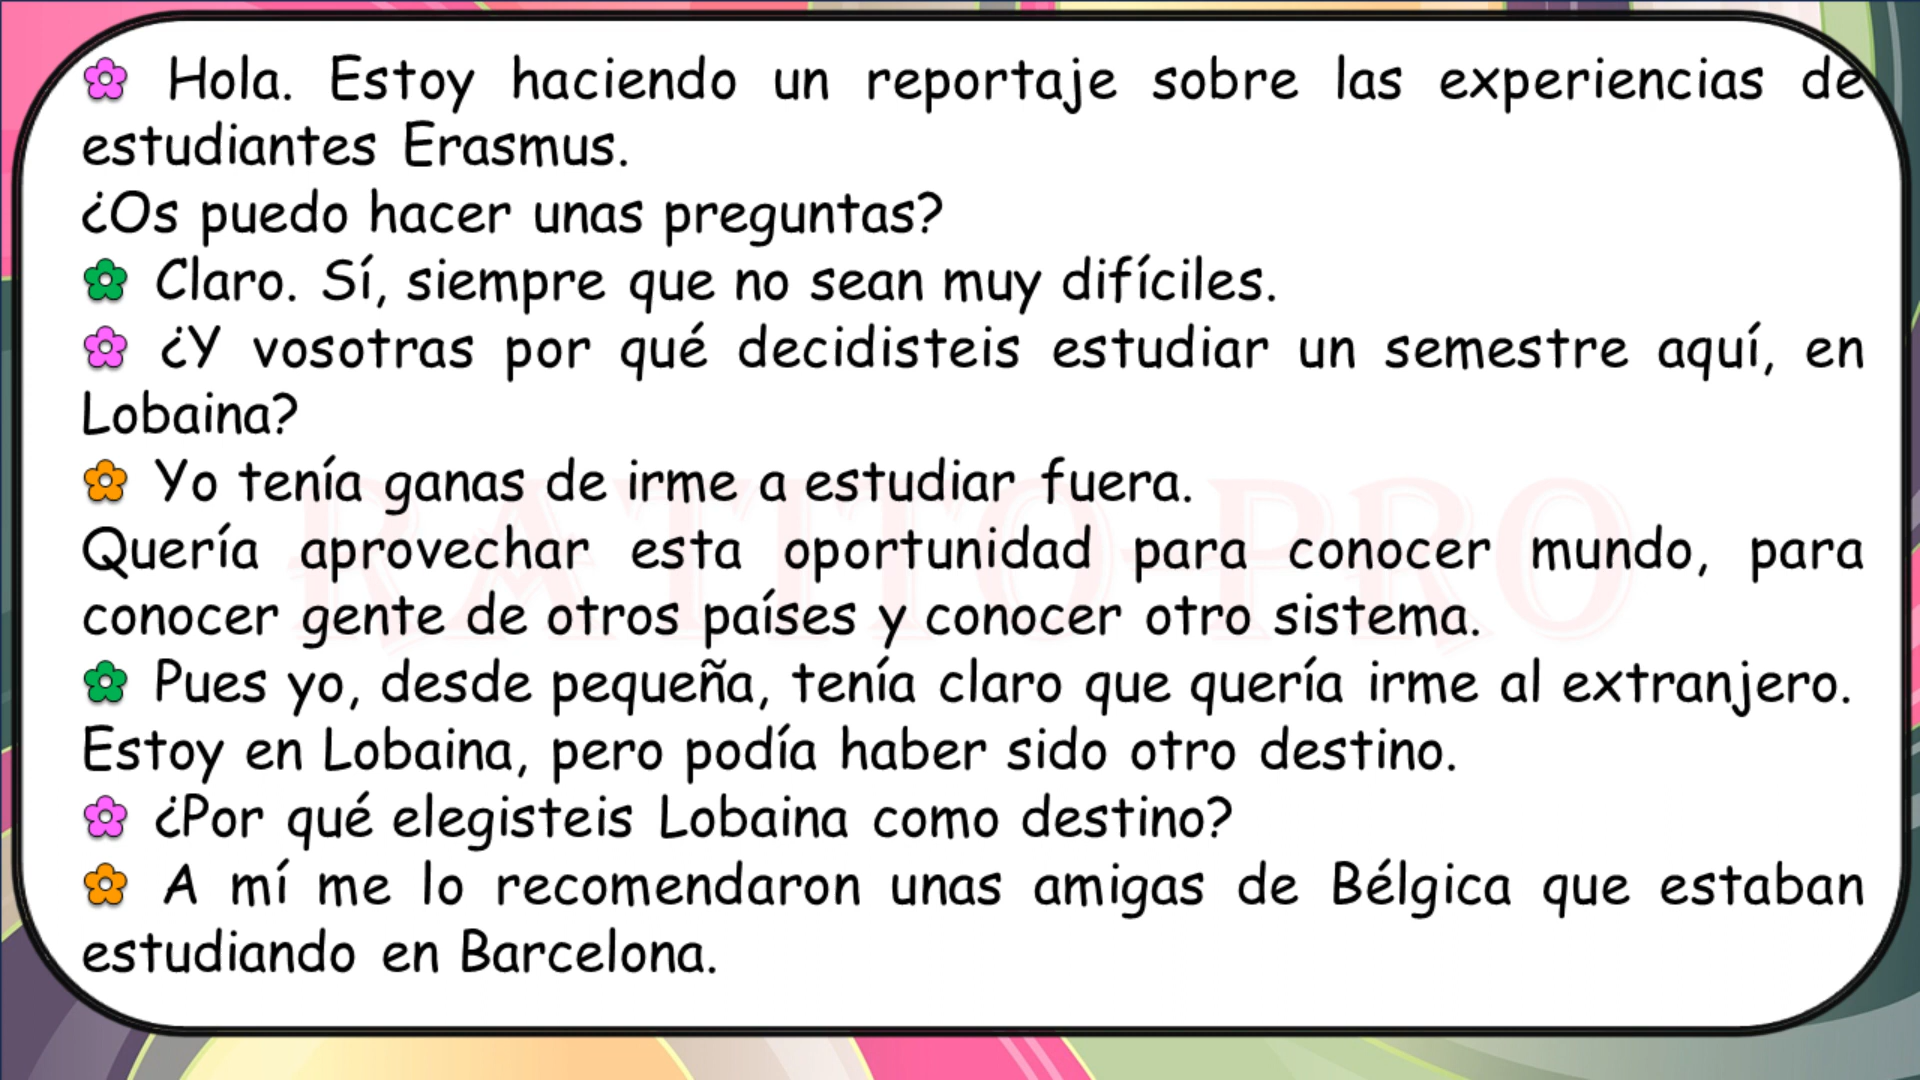 Hola. Estoy haciendo un reportaje sobre las experiencias de
estudiantes Erasmus.
¿Os puedo hacer unas preguntas?
Claro. Sí, siempre que no sean muy difíciles.
¿Y vosotras por qué decidisteis estudiar un semestre aquí, en
Lobaina?
Yo tenía ganas de irme a estudiar fuera.
Quería aprovechar esta oportunidad para conocer mundo, para
conocer gente de otros países y conocer otro sistema.
Pues yo, desde pequeña, tenía claro que quería irme al extranjero.
Estoy en Lobaina, pero podía haber sido otro destino.
¿Por qué elegisteis Lobaina como destino?
A mí me lo recomendaron unas amigas de Bélgica que estaban
estudiando en Barcelona.
RATITO PRO